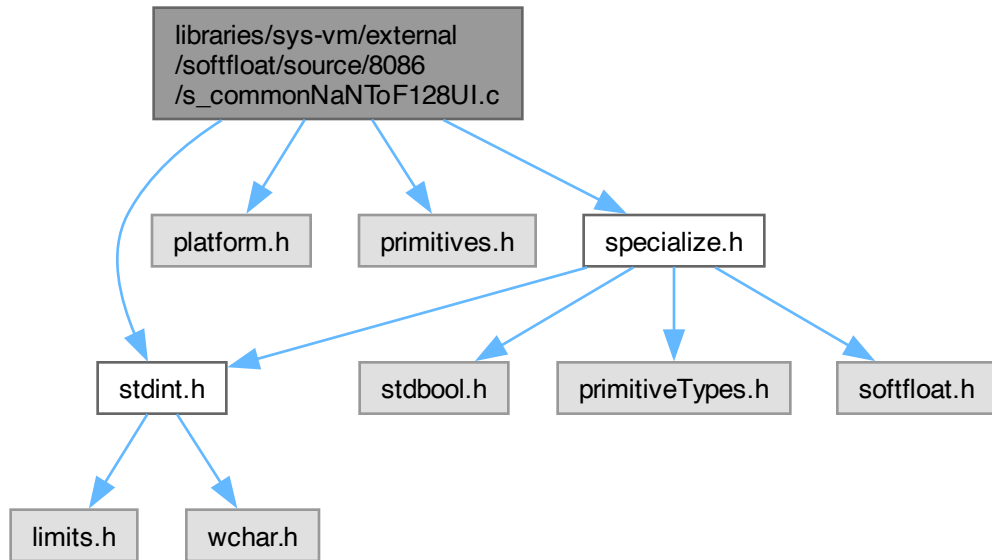 libraries/sys-vm/external
/softfloat/source/8086
/s_commonNaNToF128UI.c
platform.h
primitives.h
specialize.h
stdint.h
stdbool.h
primitiveTypes.h
softfloat.h
limits.h
wchar.h